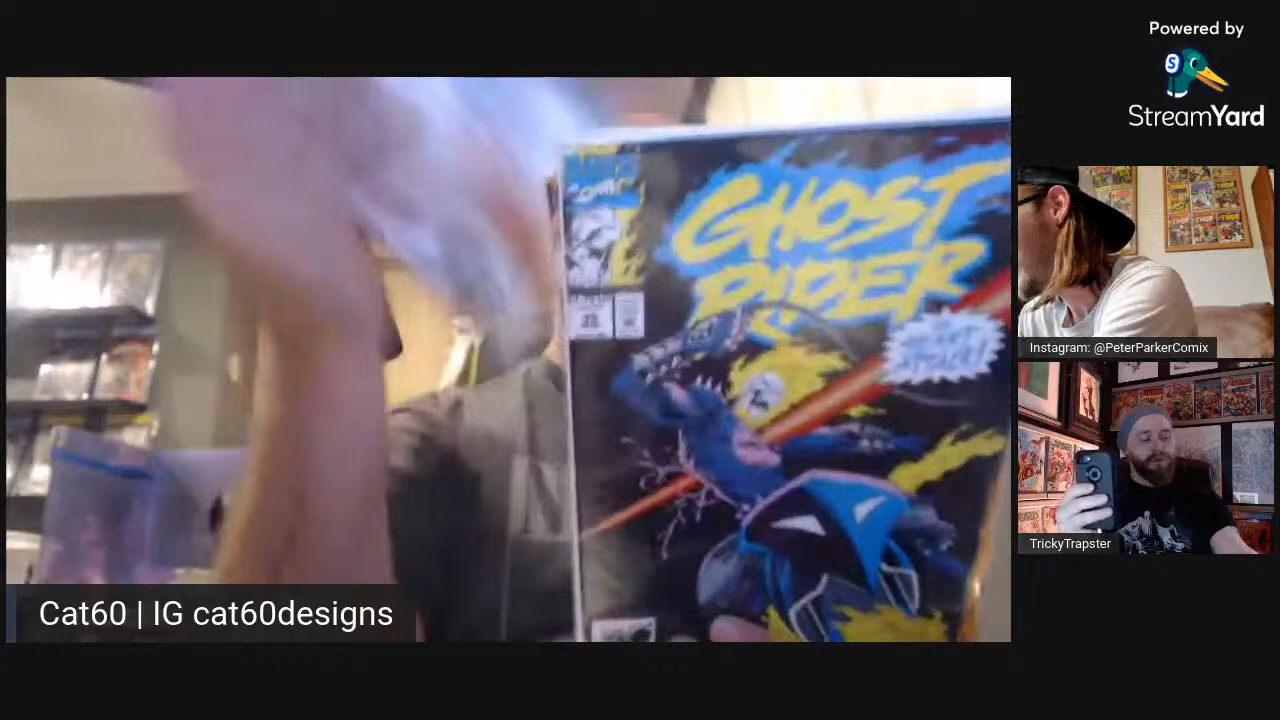 Powered by
StreamYard
GHOST
RIDER
Instagram: @PeterParkerComix
TrickyTrapster
Cat60 | IG cat60designs